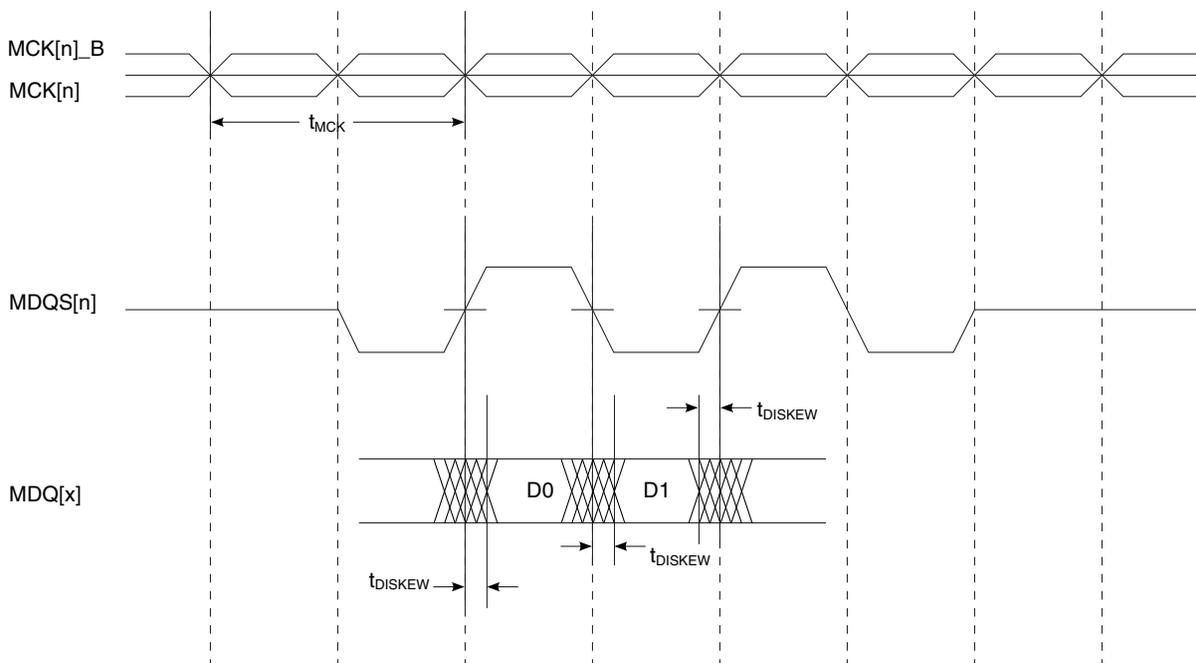 MCK[n]_B
MCK[n]
tMCK
MDQS[n]
tDISKEW
MDQ[x]
D0
D1
tDISKEW
tDISKEW